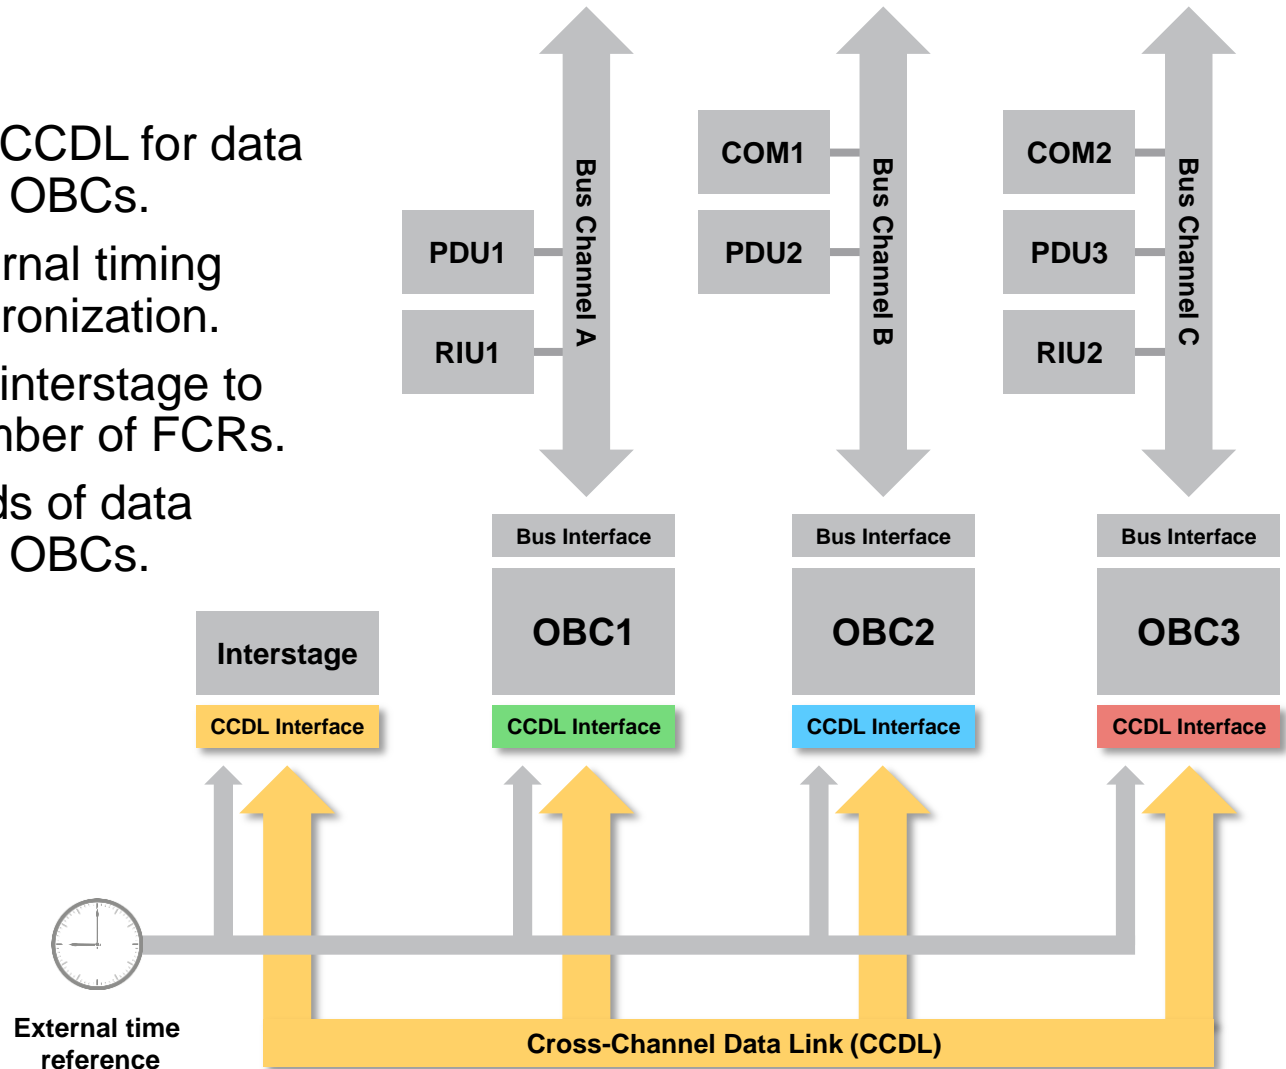 CCDL for data
OBCs.
rnal timing
ronization.
interstage to
nber of FCRs.
ds of data
OBCs.
Bus Channel A
PDU1
RIU1
COM1
PDU2
Bus Channel B
COM2
PDU3
RIU2
Bus Channel C
Bus Interface
Bus Interface
Bus Interface
Interstage
OBC1
OBC2
OBC3
CCDL Interface
CCDL Interface
CCDL Interface
CCDL Interface
External time
reference
Cross-Channel Data Link (CCDL)